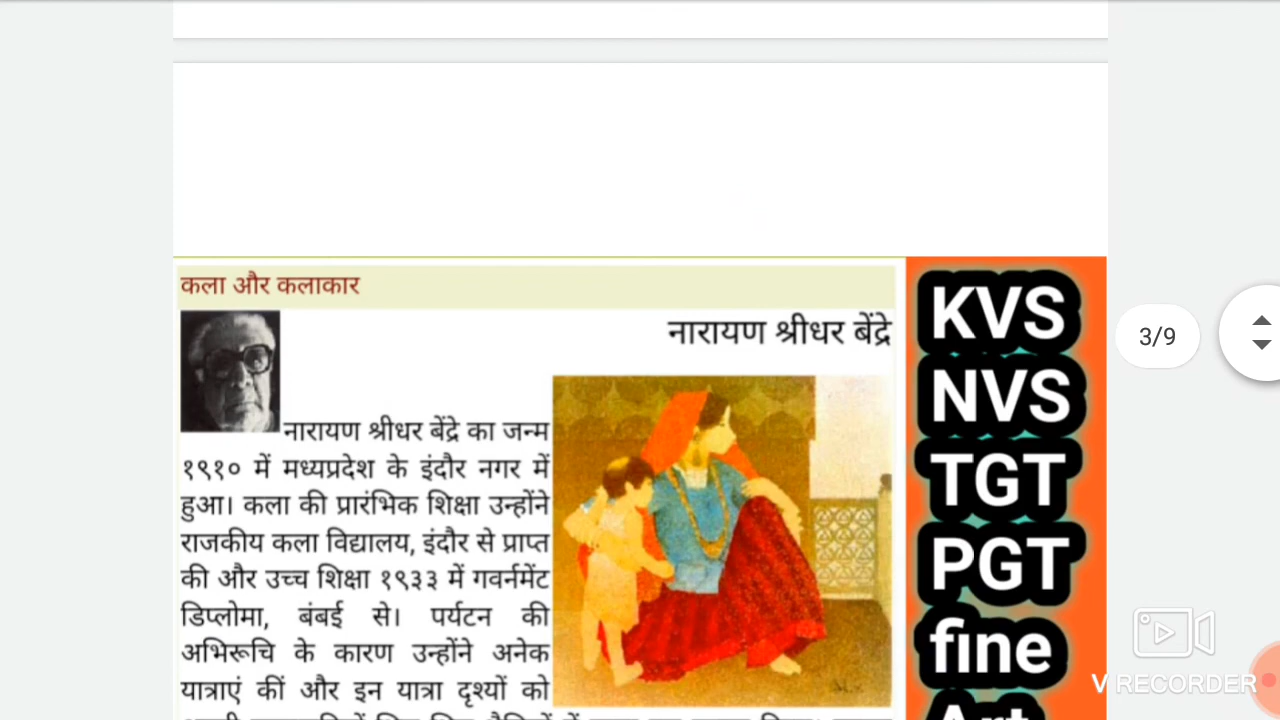 कला और कलाकार
नारायण श्रीधर बेंद्रे
नारायण श्रीधर बेंद्रे का जन्म
१९१० में मध्यप्रदेश के इंदौर नगर में
हुआ। कला की प्रारंभिक शिक्षा उन्होंने
राजकीय कला विद्यालय, इंदौर से प्राप्त
की और उच्च शिक्षा १९३३ में गवर्नमेंट
डिप्लोमा, बंबई से। पर्यटन की
अभिरूचि के कारण उन्होंने अनेक
यात्राएं कीं और इन यात्रा दृश्यों को
KVS
NVS
TGT
PGT
fine
Art
3/9
V RECORDER